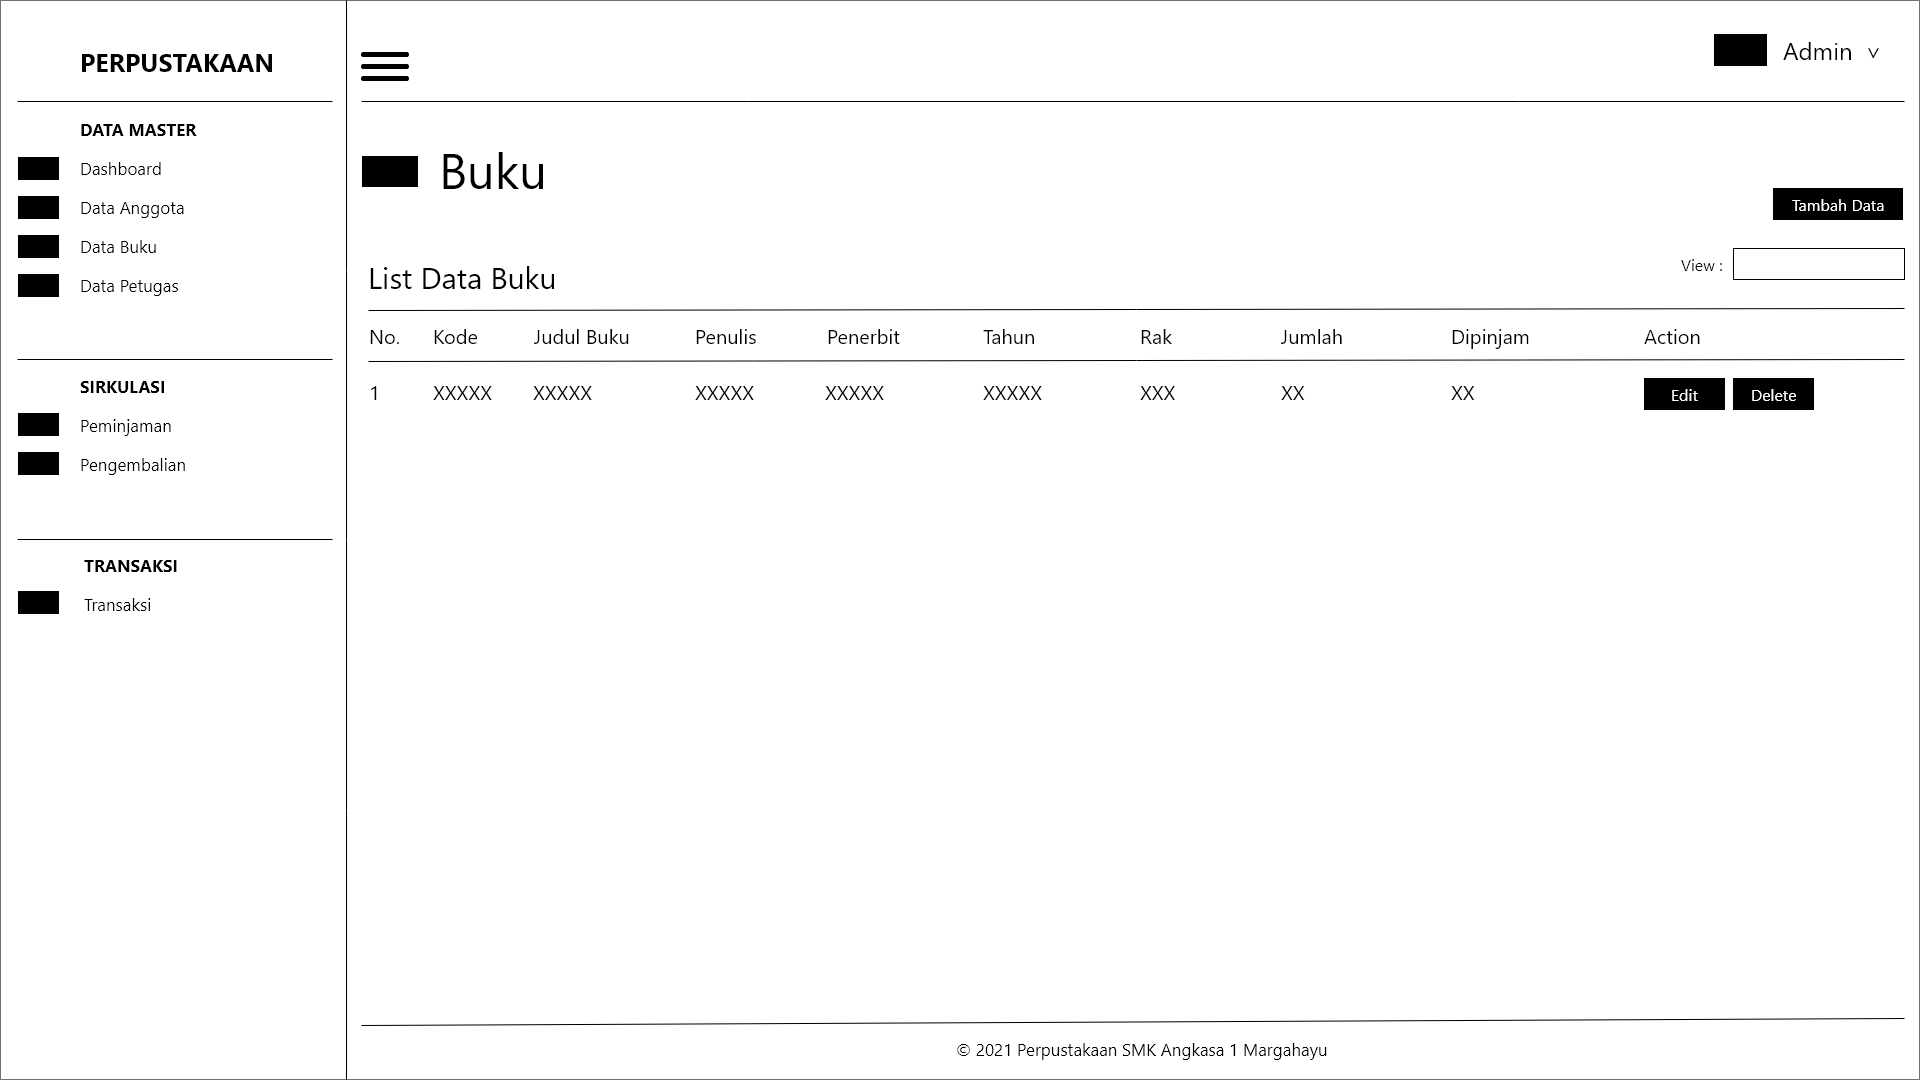 PERPUSTAKAAN
DATA MASTER
Dashboard
Data Anggota
Data Buku
Data Petugas
SIRKULASI
Peminjaman
Pengembalian
TRANSAKSI
Transaksi
Admin v
Buku
Tambah Data
List Data Buku
View :
No. Kode Judul Buku Penulis Penerbit Tahun Rak Jumlah Dipinjam Action
1 XXXXX XXXXX XXXXX XXXXX XXXXX XXX XX XX Edit Delete
© 2021 Perpustakaan SMK Angkasa 1 Margahayu